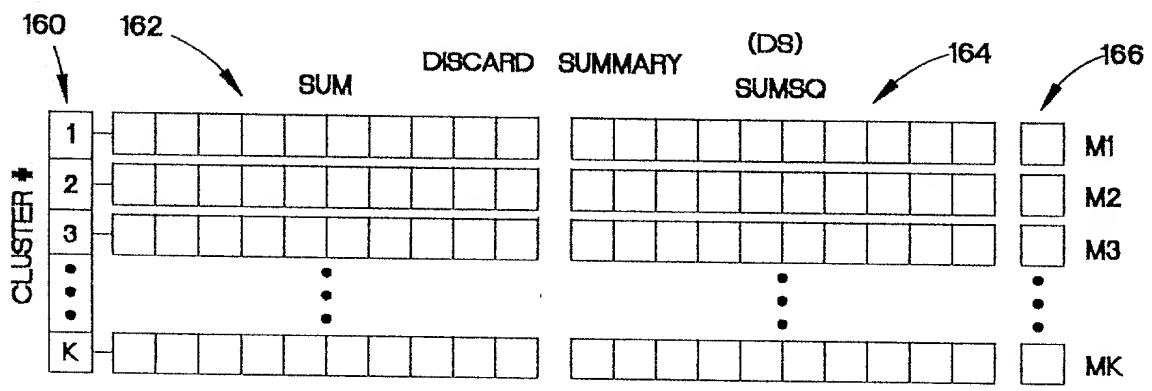 160
162
(DS)
164
166
DISCARD SUMMARY
SUM
SUMSQ
CLUSTER #
1
M1
2
M2
3
M3
K
MK